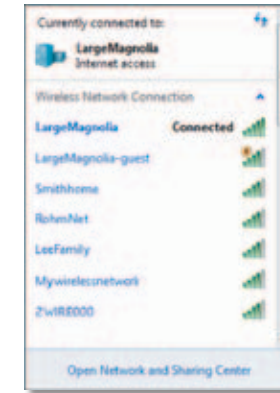 Currently connected to:
LargeMagnolia
Internet access
Wireless Network Connection
LargeMagnolia Connected
LargeMagnolia-guest
Smithhome
RohmNet
LeeFamily
Mywirelessnetwork
2WIRE000
Open Network and Sharing Center